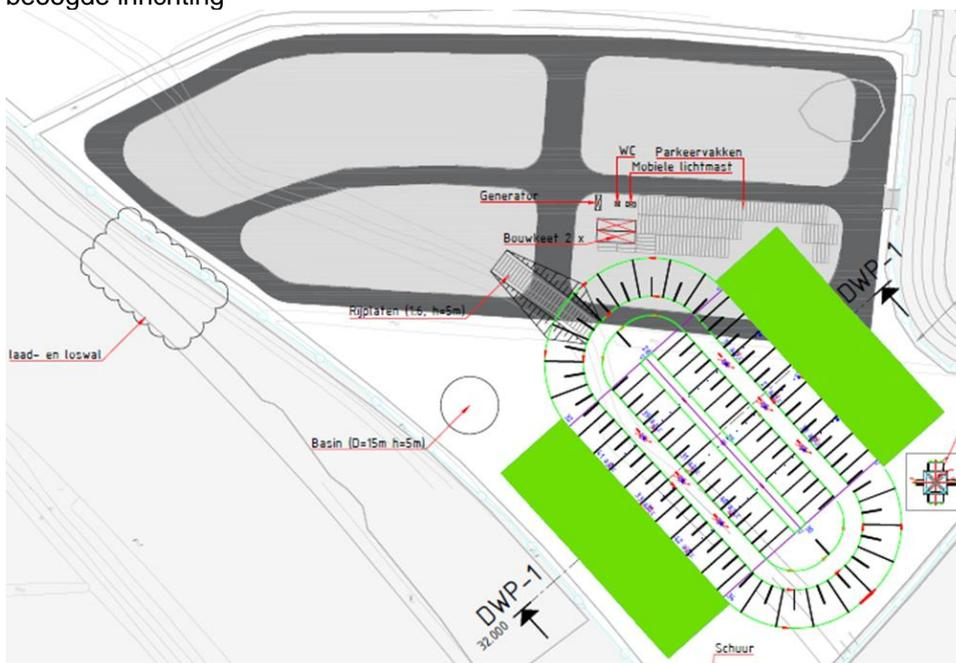 beoogde inrichting
WC Parkeervakken
Mobiele lichtmast
Generator
Bouwkeet 2 x
Rijplaten (1:6, h=5m)
DWP-1
laad- en loswal
Basin (D=15m h=5m)
DWP-1
32.000
Schuur